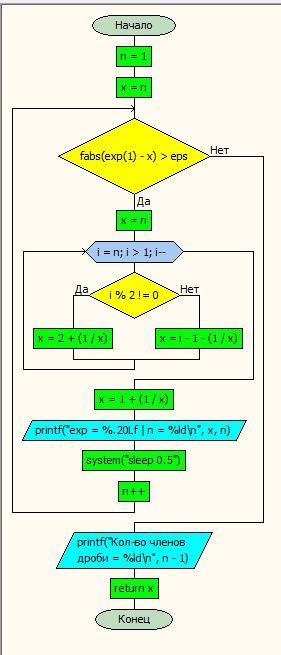 Начало
n = 1
x = n
fabs(exp(1) - x) > eps
Нет
Да
x = n
i = n; i > 1; i--
Да
i % 2 != 0
Нет
x = 2 + (1 / x)
x = i - 1 - (1 / x)
x = 1 + (1 / x)
printf("exp = %.20Lf | n = %ld\n", x, n)
system("sleep 0.5")
n++
printf("Кол-во членов
дроби = %ld\n", n - 1)
return x
Конец